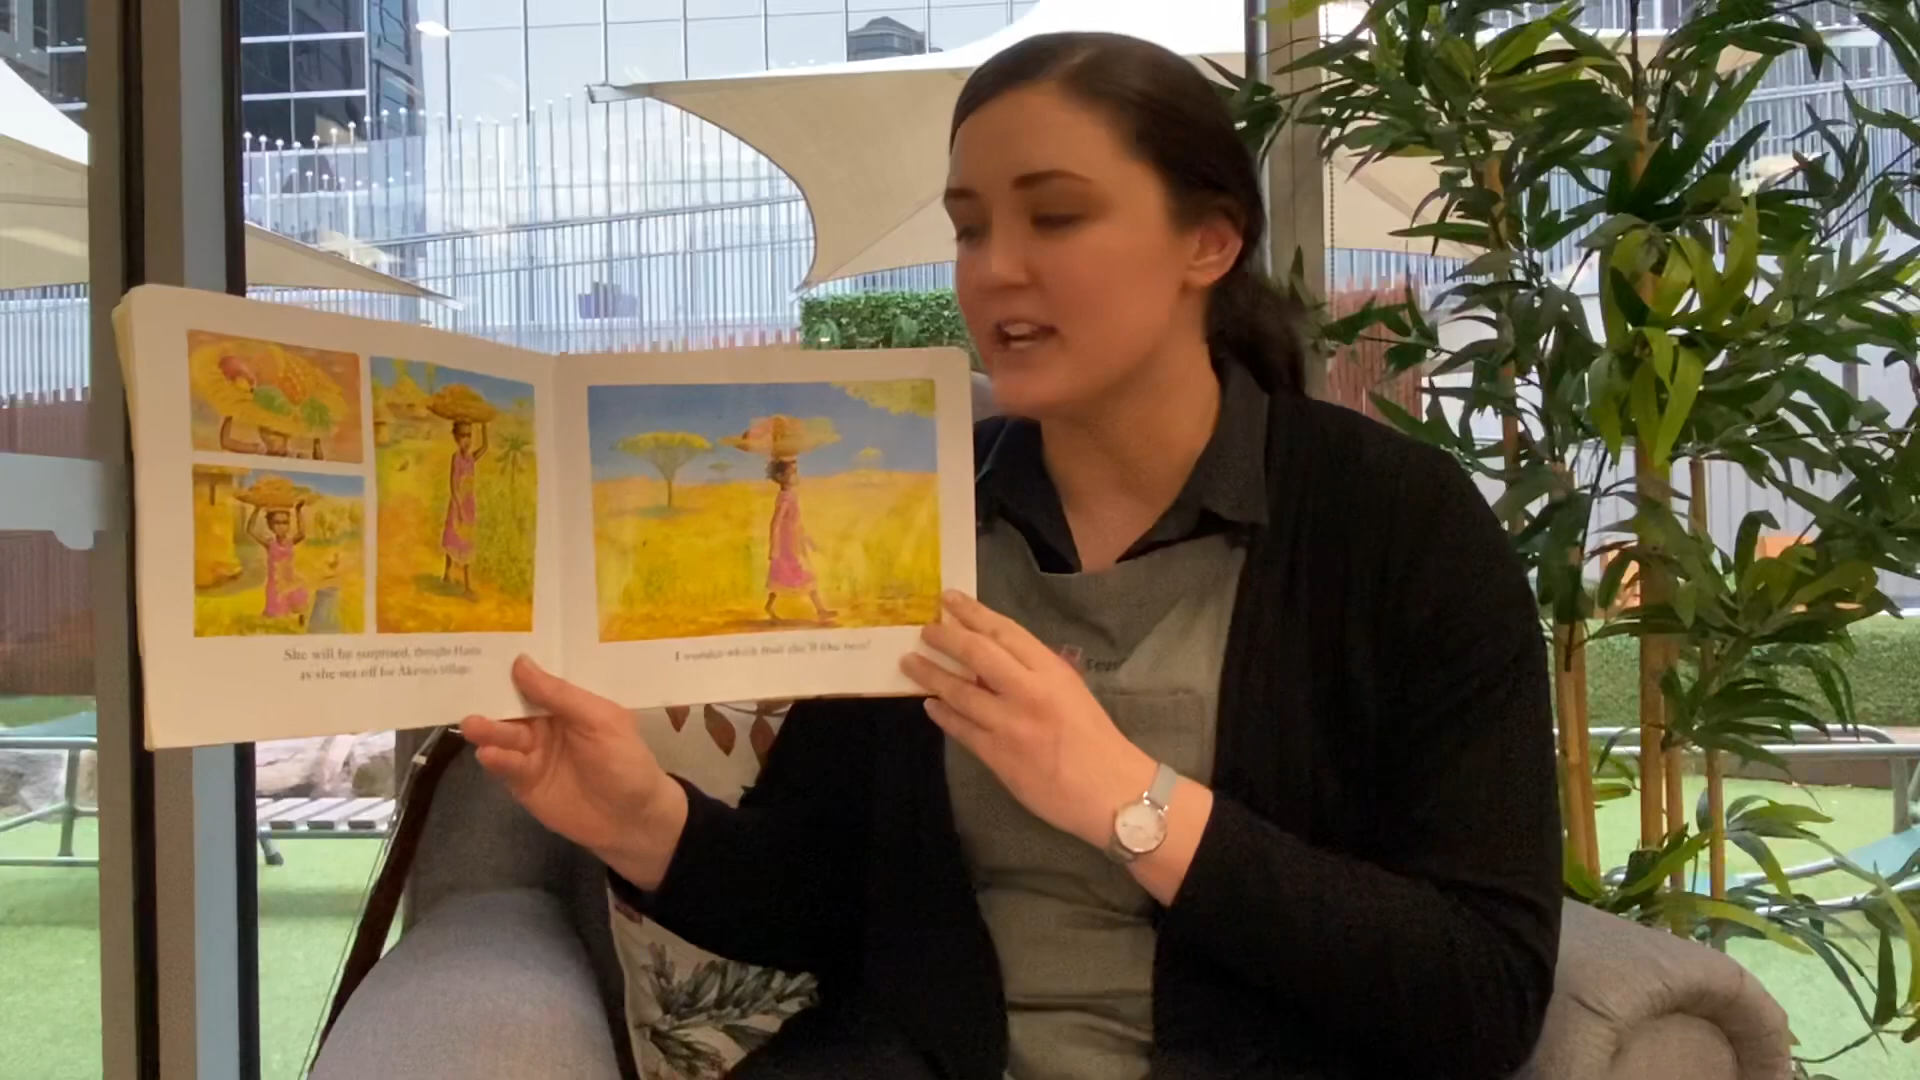 She will be surprised, thought Handa
as she set off for Akeyo's village.
I wonder which fruit she'll like best?